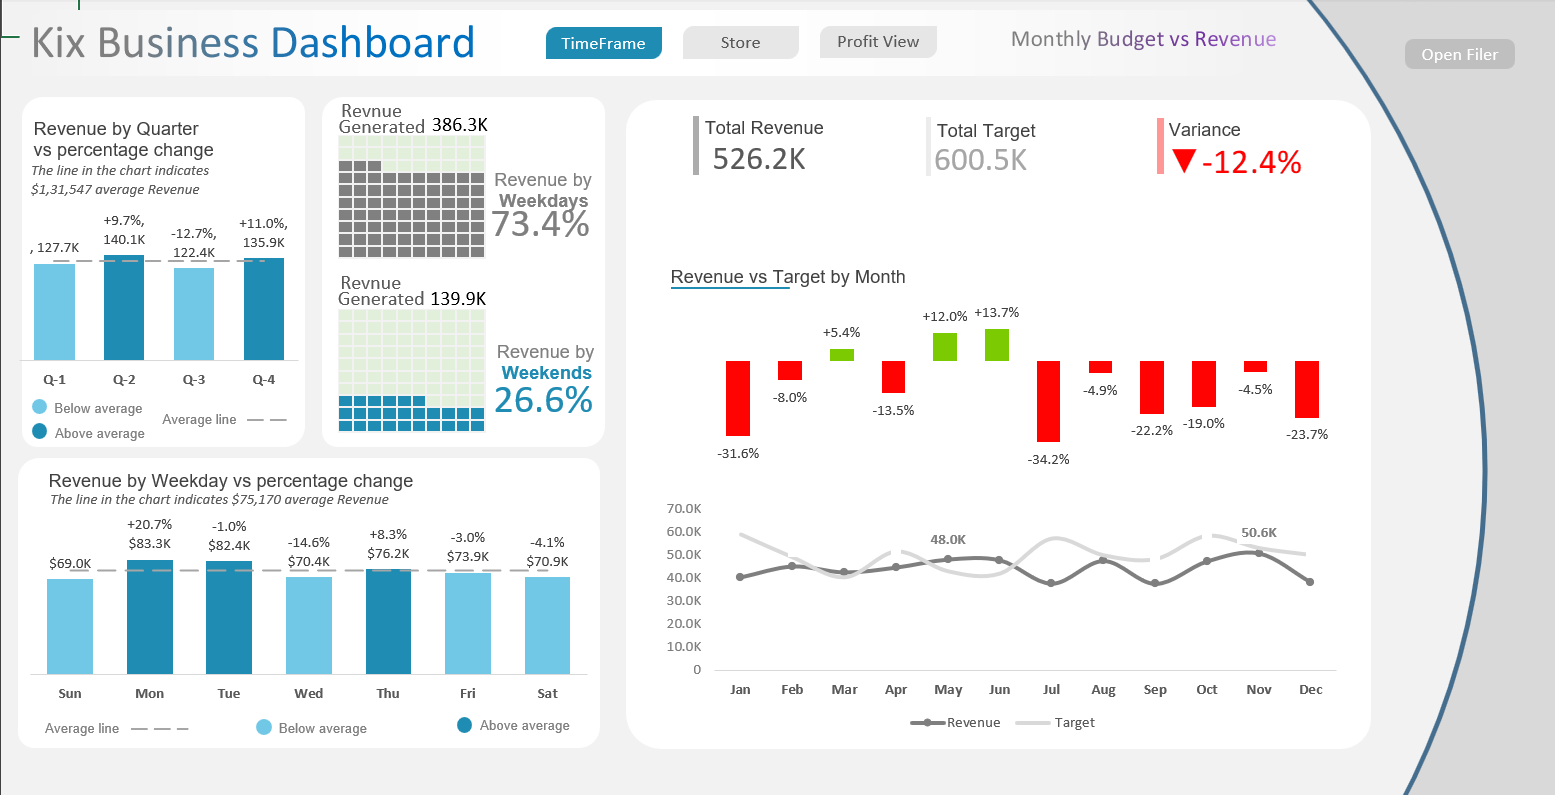 Kix Business Dashboard
TimeFrame
Store
Profit View
Monthly Budget vs Revenue
Open Filer
Revenue by Quarter
vs percentage change
The line in the chart indicates
$1,31,547 average Revenue
, 127.7K
+9.7%,
140.1K
-12.7%,
122.4K
+11.0%,
135.9K
Q-1
Q-2
Q-3
Q-4
Below average
Above average
Average line
Revnue
Generated 386.3K
Revenue by
Weekdays
73.4%
Revnue
Generated 139.9K
Revenue by
Weekends
26.6%
Revenue by Weekday vs percentage change
The line in the chart indicates $75,170 average Revenue
$69.0K
+20.7%
$83.3K
-1.0%
$82.4K
-14.6%
$70.4K
+8.3%
$76.2K
-3.0%
$73.9K
-4.1%
$70.9K
Sun
Mon
Tue
Wed
Thu
Fri
Sat
Average line
Below average
Above average
Total Revenue
526.2K
Total Target
600.5K
Variance
▼-12.4%
Revenue vs Target by Month
-31.6%
-8.0%
+5.4%
-13.5%
+12.0%
+13.7%
-34.2%
-4.9%
-22.2%
-19.0%
-4.5%
-23.7%
70.0K
60.0K
50.0K
40.0K
30.0K
20.0K
10.0K
0
48.0K
50.6K
Jan
Feb
Mar
Apr
May
Jun
Jul
Aug
Sep
Oct
Nov
Dec
Revenue
Target